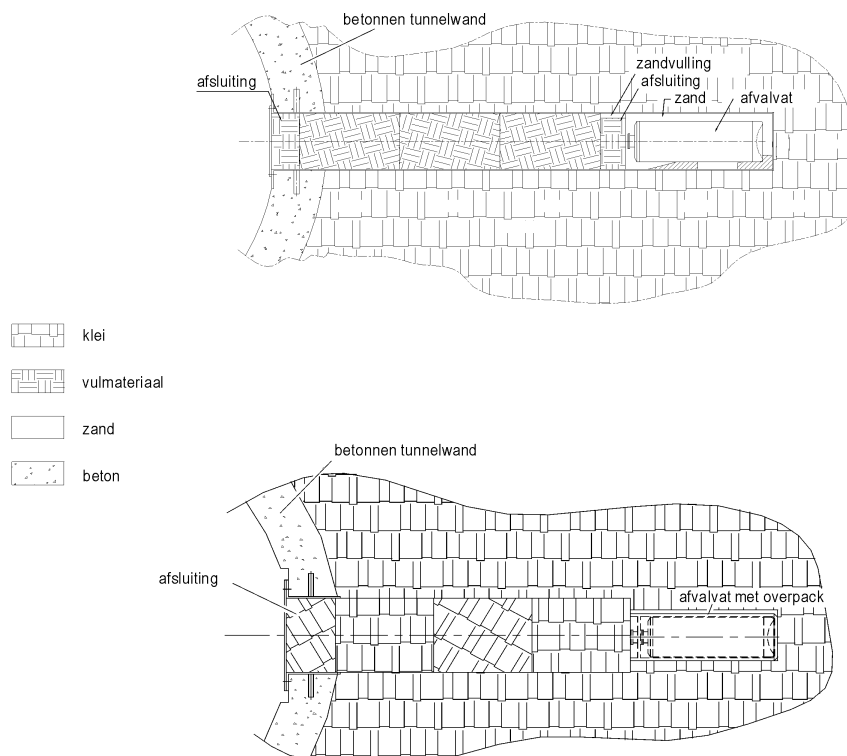 betonnen tunnelwand
afsluiting
zandvulling
afsluiting
zand
afvalvat
klei
vulmateriaal
zand
beton
betonnen tunnelwand
afsluiting
afvalvat met overpack